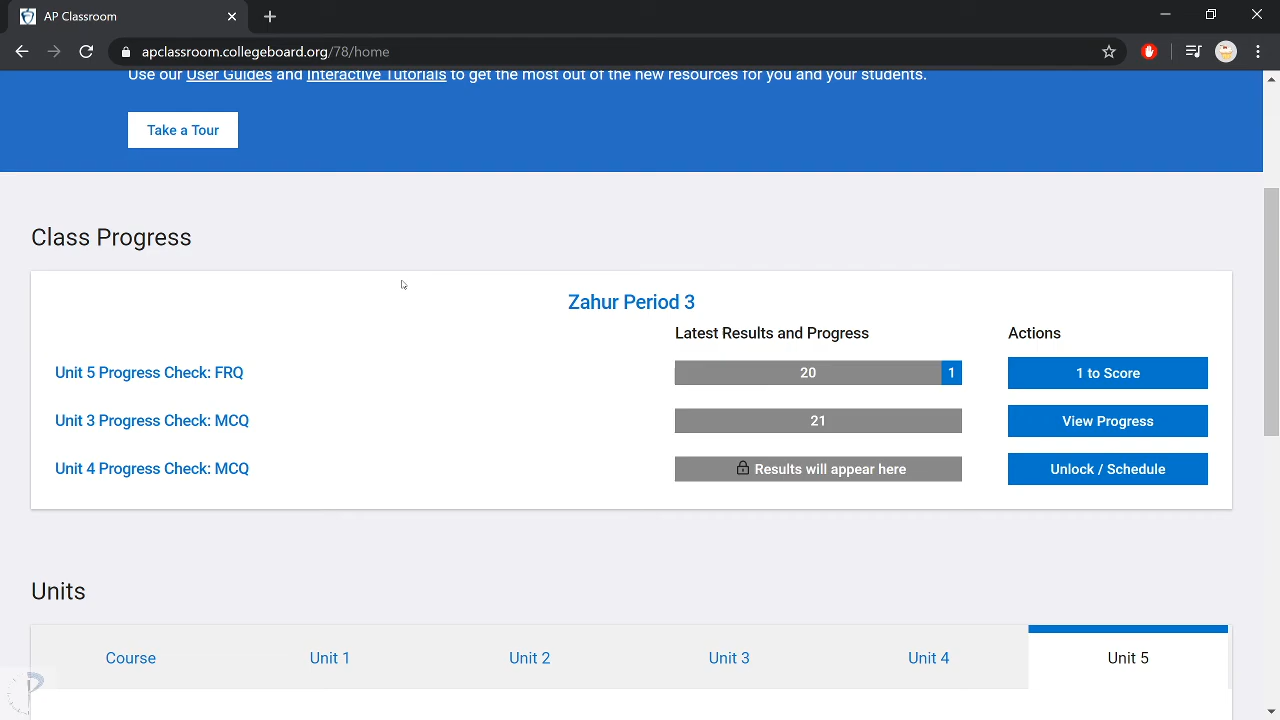 AP Classroom
apclassroom.collegeboard.org/78/home
Use our User Guides and Interactive Tutorials to get the most out of the new resources for you and your students.
Take a Tour
Class Progress
Zahur Period 3
Latest Results and Progress Actions
Unit 5 Progress Check: FRQ 20 1 1 to Score
Unit 3 Progress Check: MCQ 21 View Progress
Unit 4 Progress Check: MCQ Results will appear here Unlock / Schedule
Units
Course Unit 1 Unit 2 Unit 3 Unit 4 Unit 5